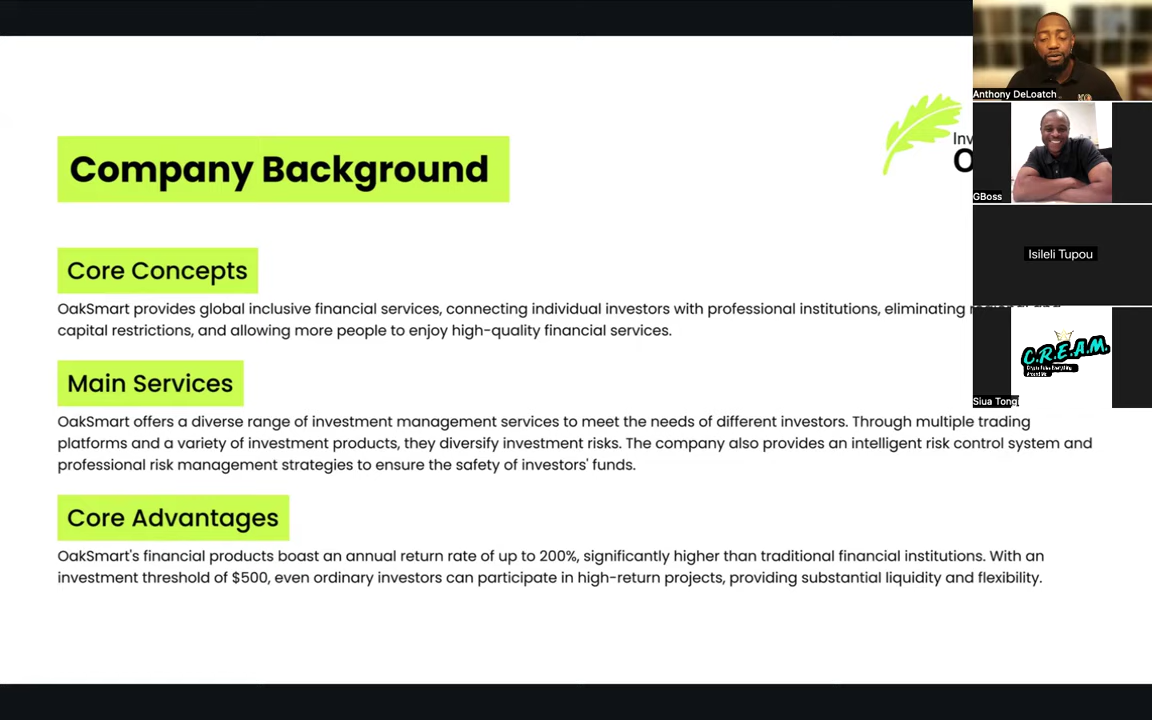 Company Background
Core Concepts
OakSmart provides global inclusive financial services, connecting individual investors with professional institutions, eliminating
capital restrictions, and allowing more people to enjoy high-quality financial services.
Main Services
OakSmart offers a diverse range of investment management services to meet the needs of different investors. Through multiple trading
platforms and a variety of investment products, they diversify investment risks. The company also provides an intelligent risk control system and
professional risk management strategies to ensure the safety of investors' funds.
Core Advantages
OakSmart's financial products boast an annual return rate of up to 200%, significantly higher than traditional financial institutions. With an
investment threshold of $500, even ordinary investors can participate in high-return projects, providing substantial liquidity and flexibility.
Anthony DeLoatch
GBoss
Isileli Tupou
C.R.E.A.M.
Siua Tong